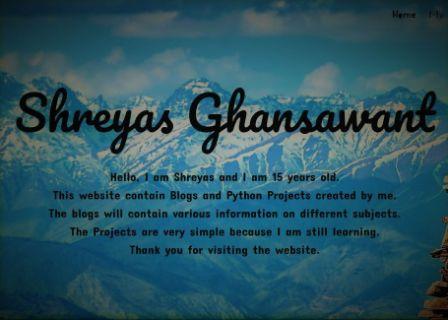 Home
Shreyas Ghansawant
Hello, I am Shreyas and I am 15 years old.
This website contain Blogs and Python Projects created by me.
The blogs will contain various information on different subjects.
The Projects are very simple because I am still learning.
Thank you for visiting the website.